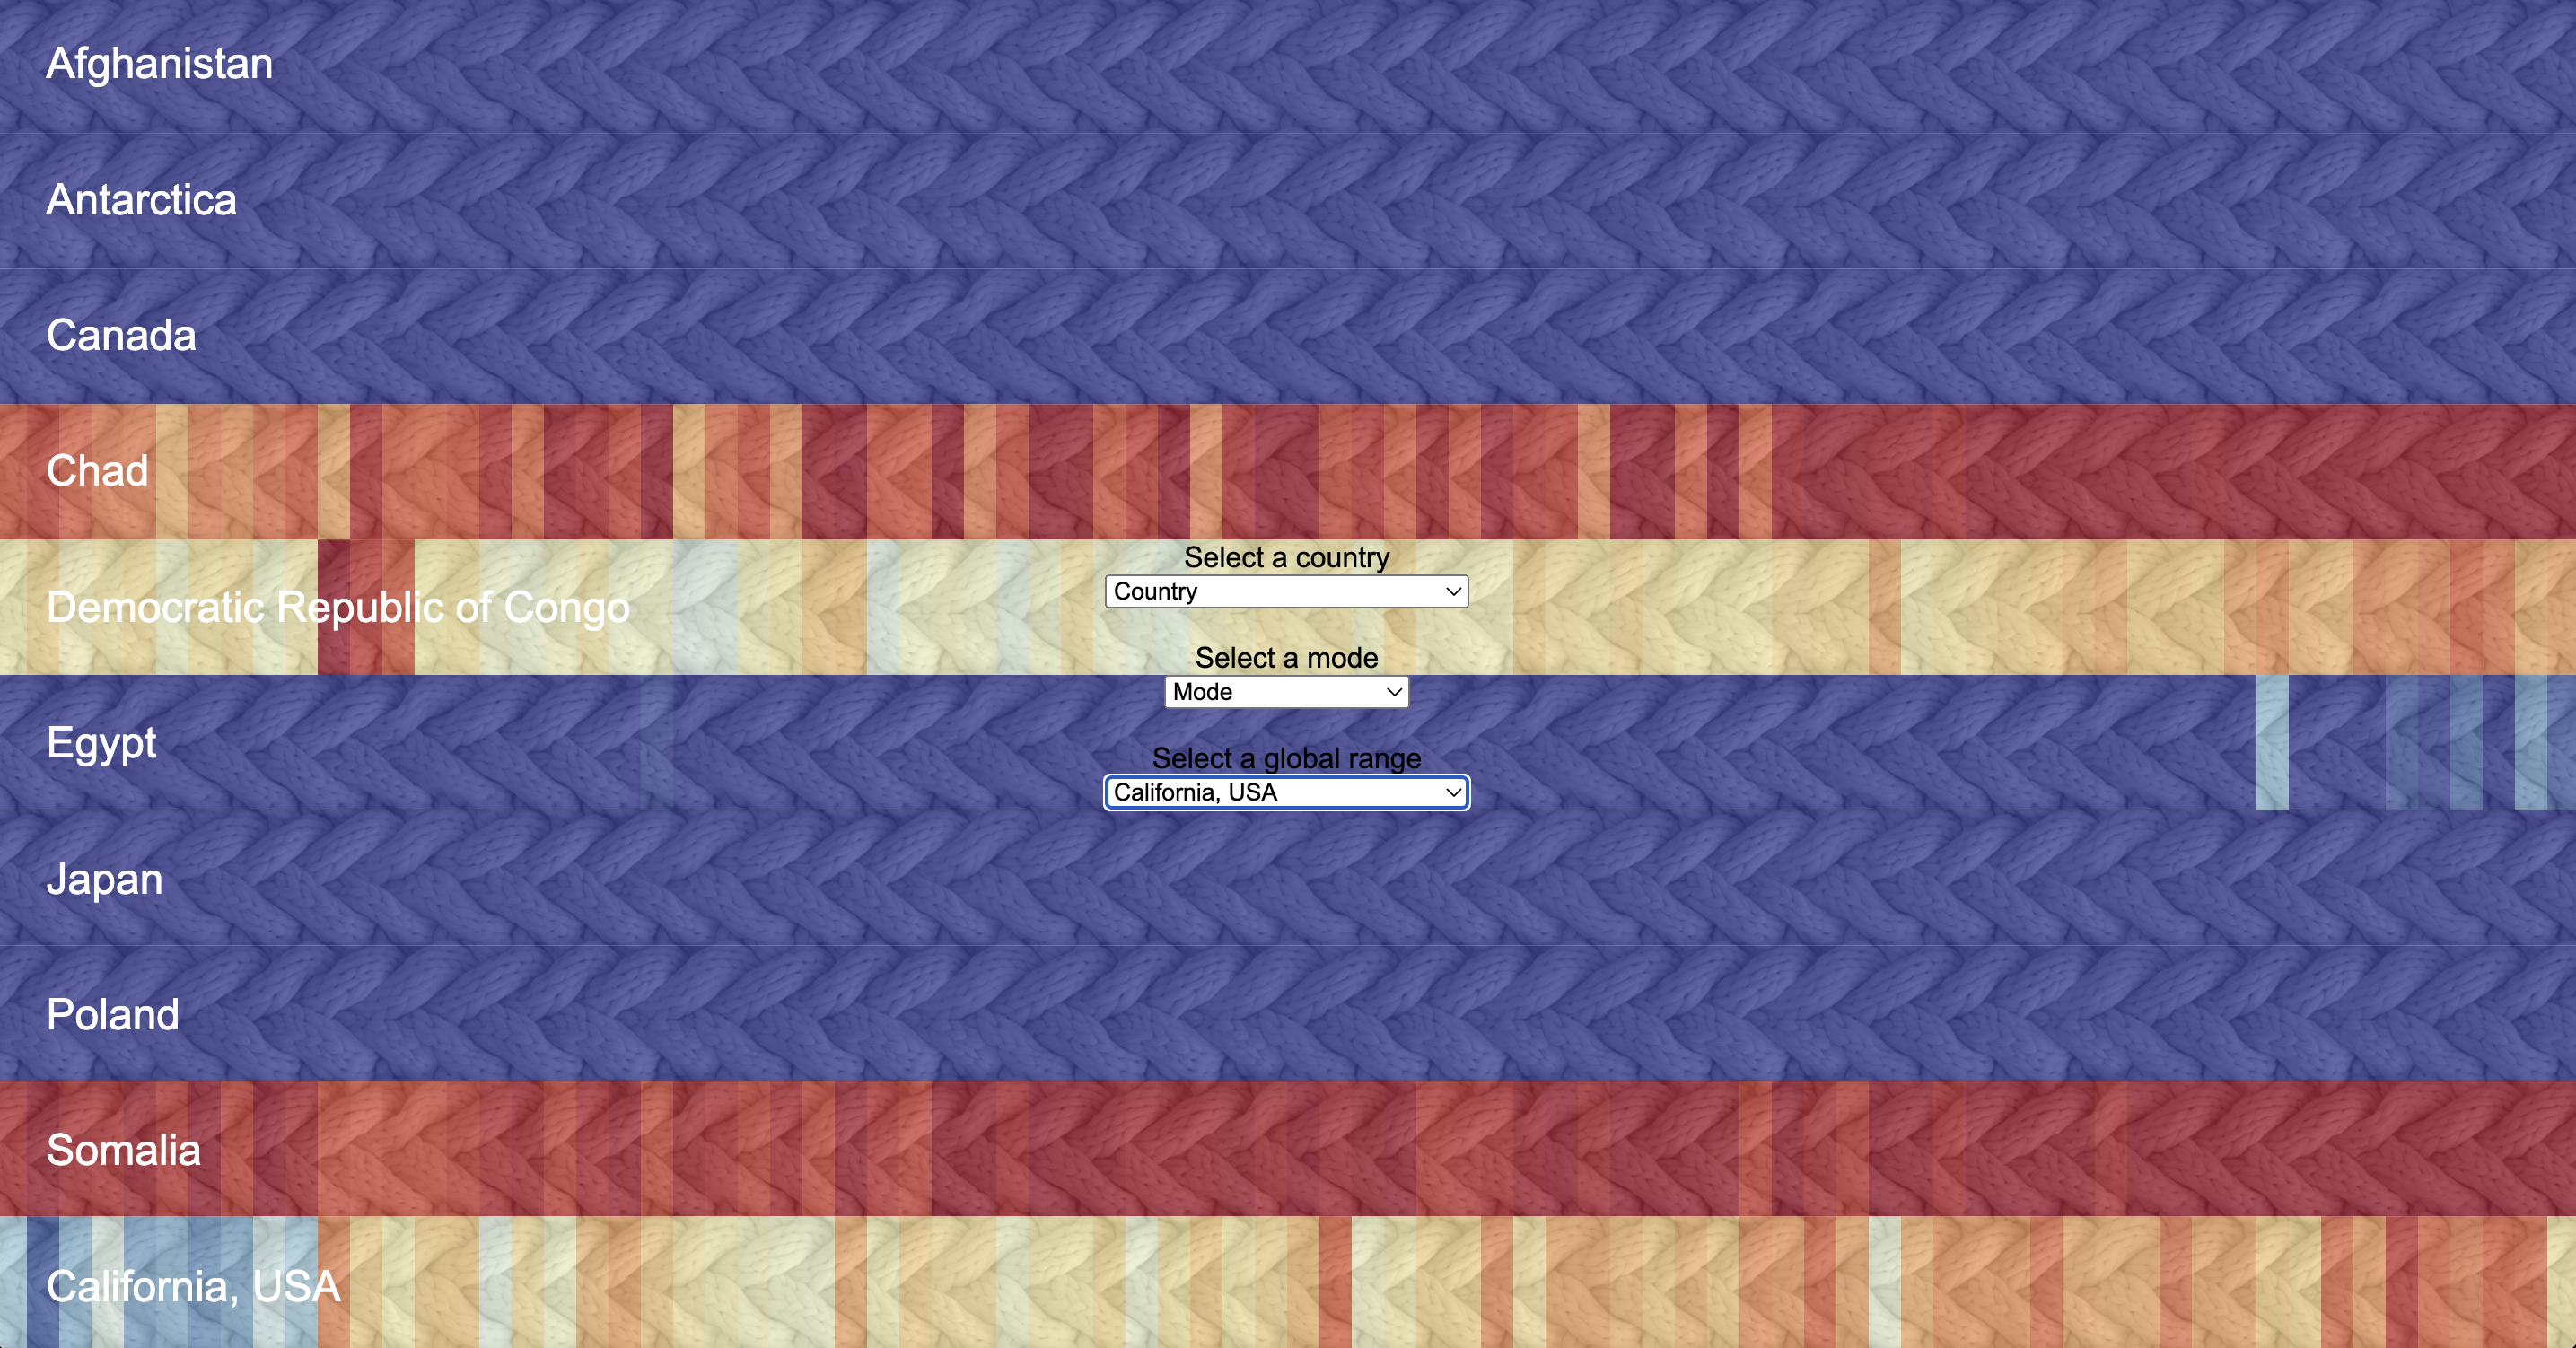 Afghanistan
Antarctica
Canada
Chad
Select a country
Country
Democratic Republic of Congo
Select a mode
Mode
Egypt
Select a global range
California, USA
Japan
Poland
Somalia
California, USA